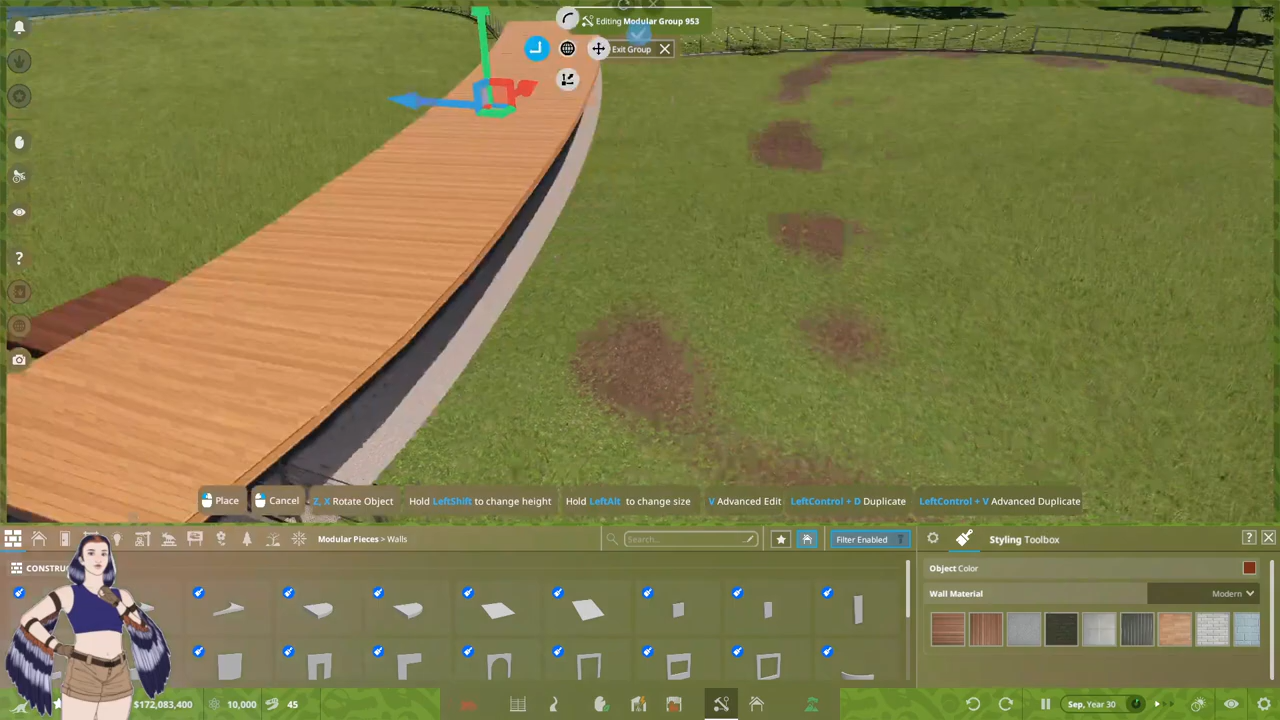 Editing Modular Group 953
Exit Group
Place
Cancel
Z, X Rotate Object
Hold LeftShift to change height
Hold LeftAlt to change size
V Advanced Edit
LeftControl + D Duplicate
LeftControl + V Advanced Duplicate
Modular Pieces > Walls
Search...
Filter Enabled
Styling Toolbox
Object Color
Wall Material
Modern
$172,083,400
10,000
45
Sep, Year 30